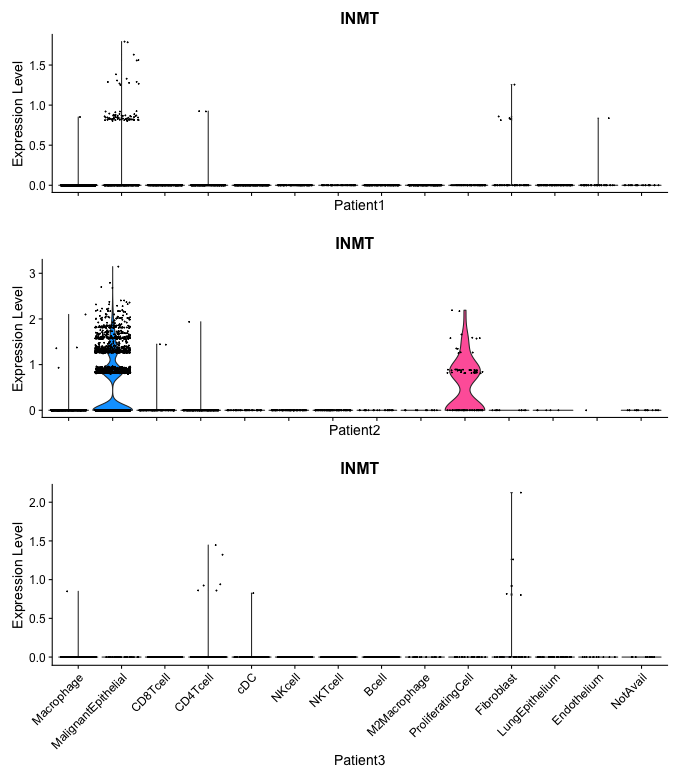 INMT
Expression Level
1.5
1.0
0.5
0.0
Patient1
INMT
Expression Level
3
2
1
0
Patient2
INMT
Expression Level
2.0
1.5
1.0
0.5
0.0
Macrophage
MalignantEpithelial
CD8Tcell
CD4Tcell
cDC
NKcell
NKTcell
Bcell
M2Macrophage
ProliferatingCell
Fibroblast
LungEpithelium
Endothelium
NotAvail
Patient3